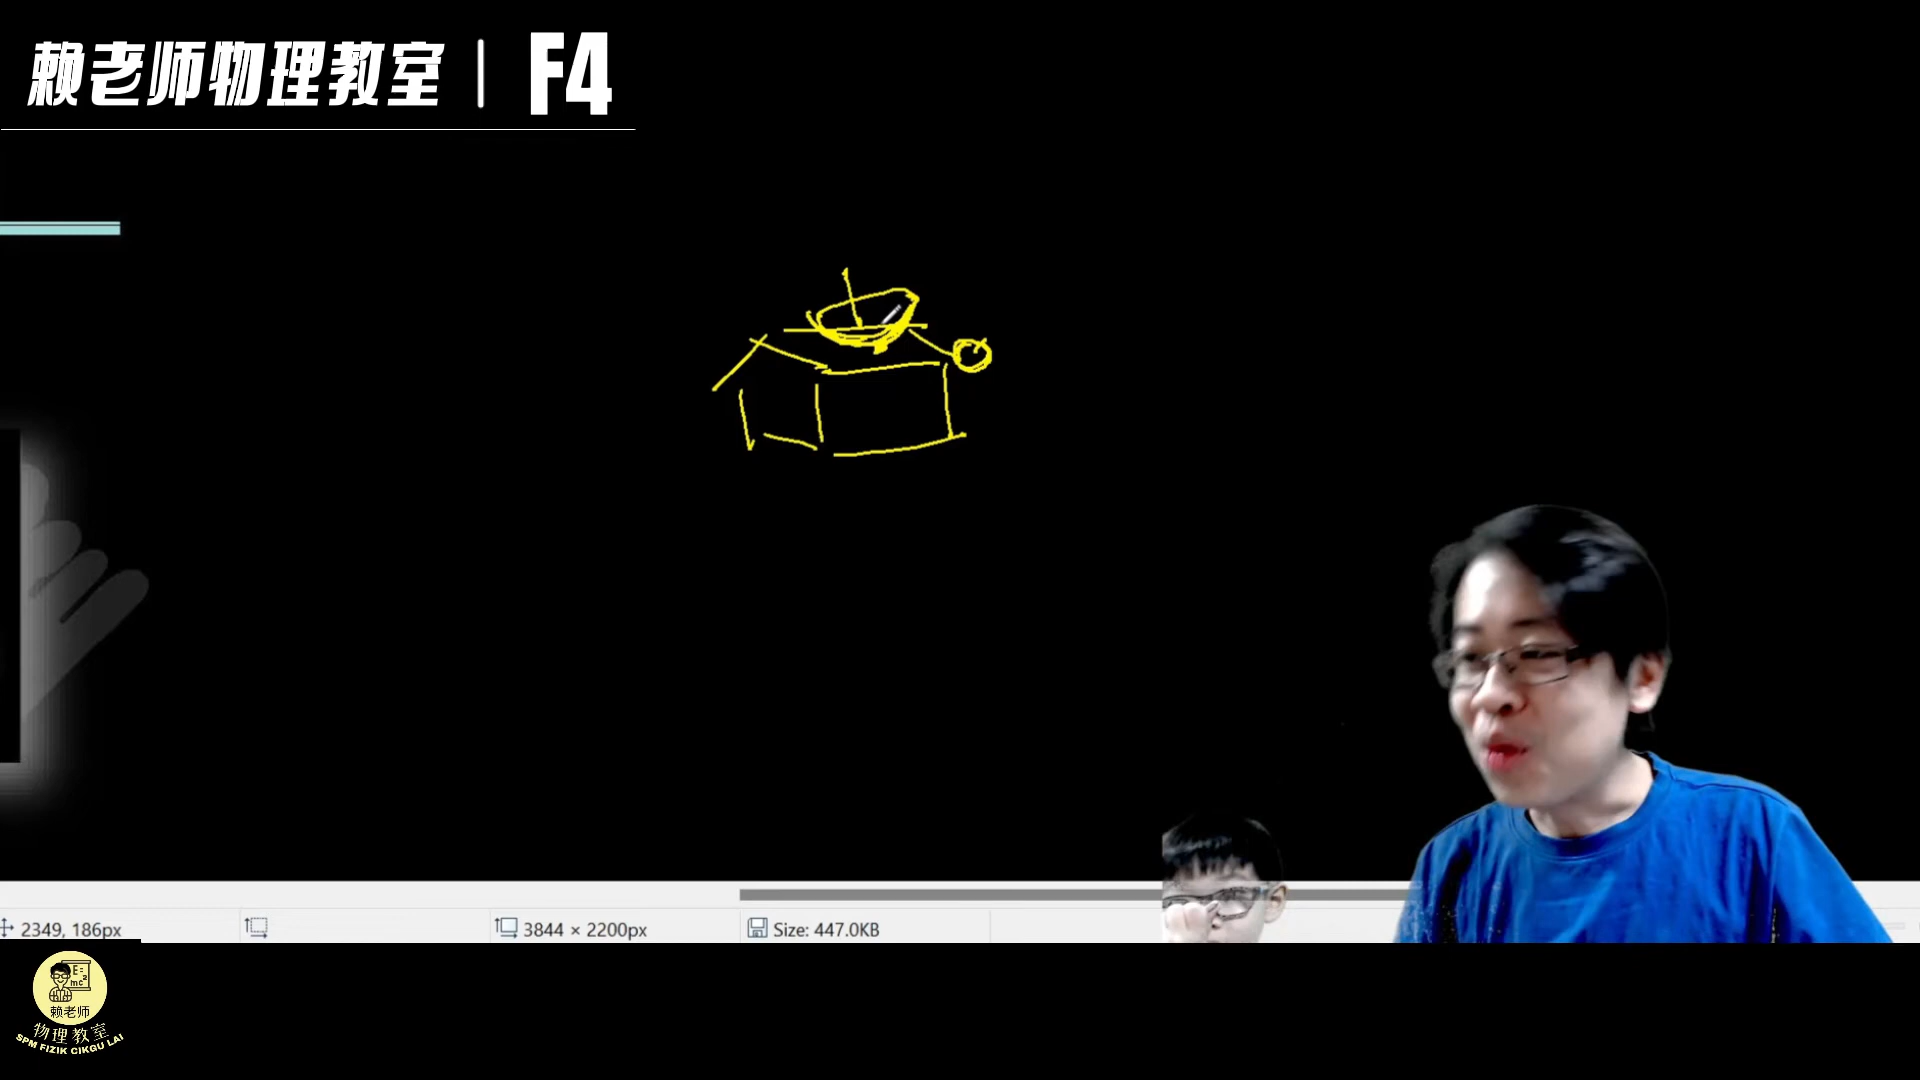 赖老师物理教室 | F4
2349, 186px
3844 × 2200px
Size: 447.0KB
E=
mc²
赖老师
物理教室
SPM FIZIK CIKGU LAI